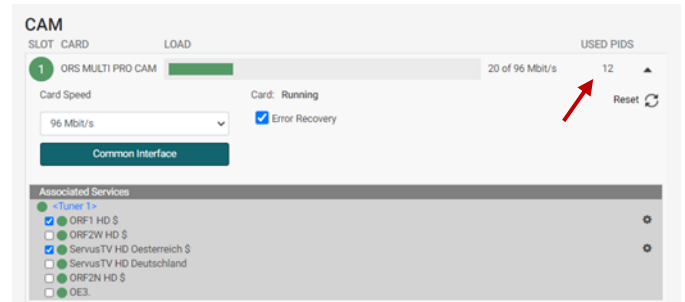 CAM
SLOT CARD LOAD USED PIDS
1 ORS MULTI PRO CAM 20 of 96 Mbit/s 12
Card Speed Card: Running Reset
96 Mbit/s Error Recovery
Common Interface
Associated Services
<Tuner 1>
ORF1 HD $
ORF2W HD $
ServusTV HD Oesterreich $
ServusTV HD Deutschland
ORF2N HD $
OE3.